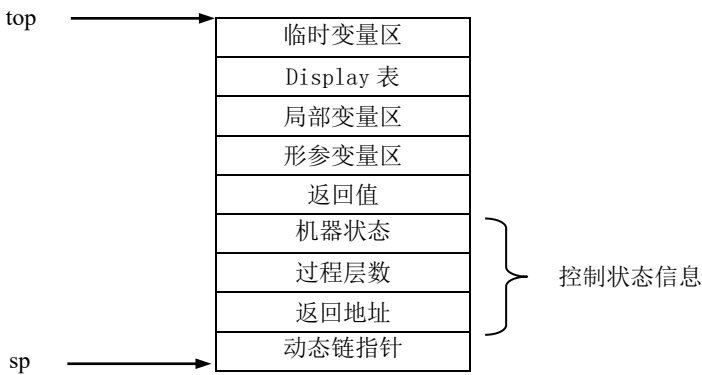 top
临时变量区
Display 表
局部变量区
形参变量区
返回值
机器状态
过程层数
控制状态信息
返回地址
动态链指针
sp